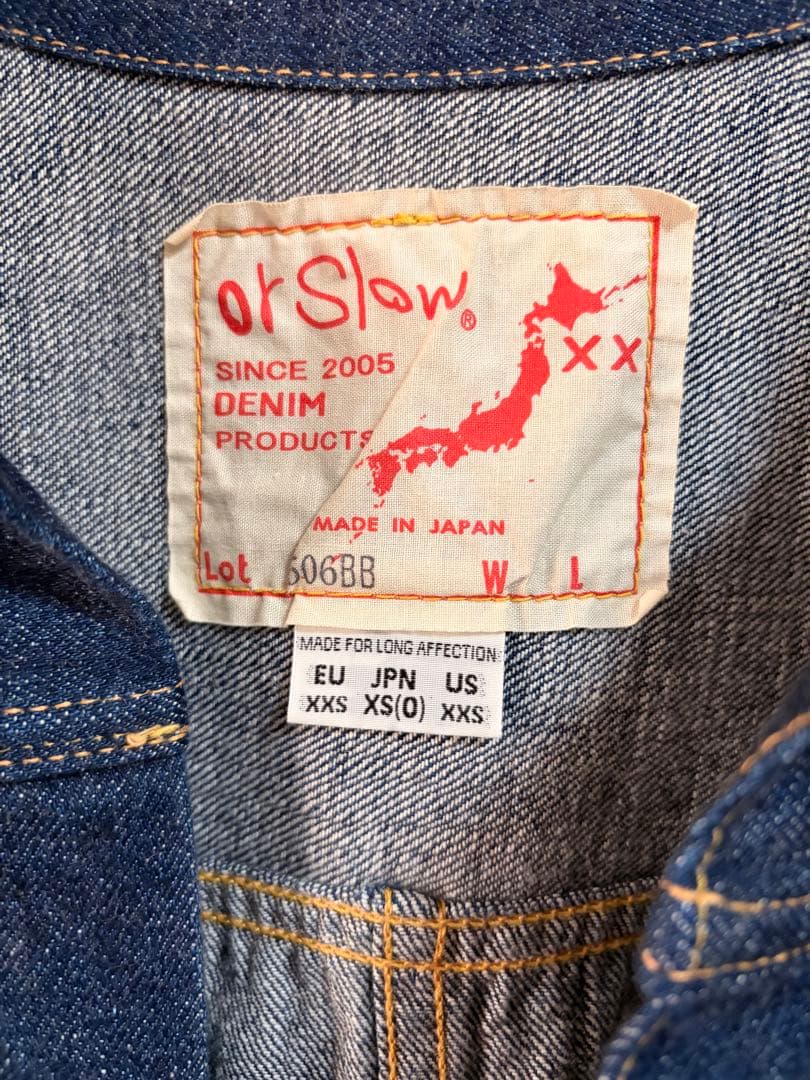 orSlow®
SINCE 2005
DENIM
PRODUCTS
XX
MADE IN JAPAN
Lot 506BB W L
MADE FOR LONG AFFECTION
EU JPN US
XXS XS(0) XXS